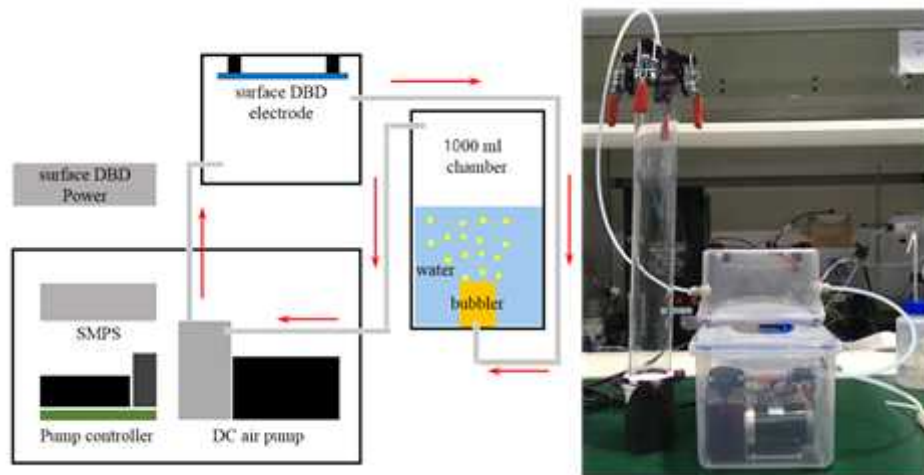 surface DBD
electrode
1000 ml
chamber
surface DBD
Power
water
bubbler
SMPS
Pump controller
DC air pump